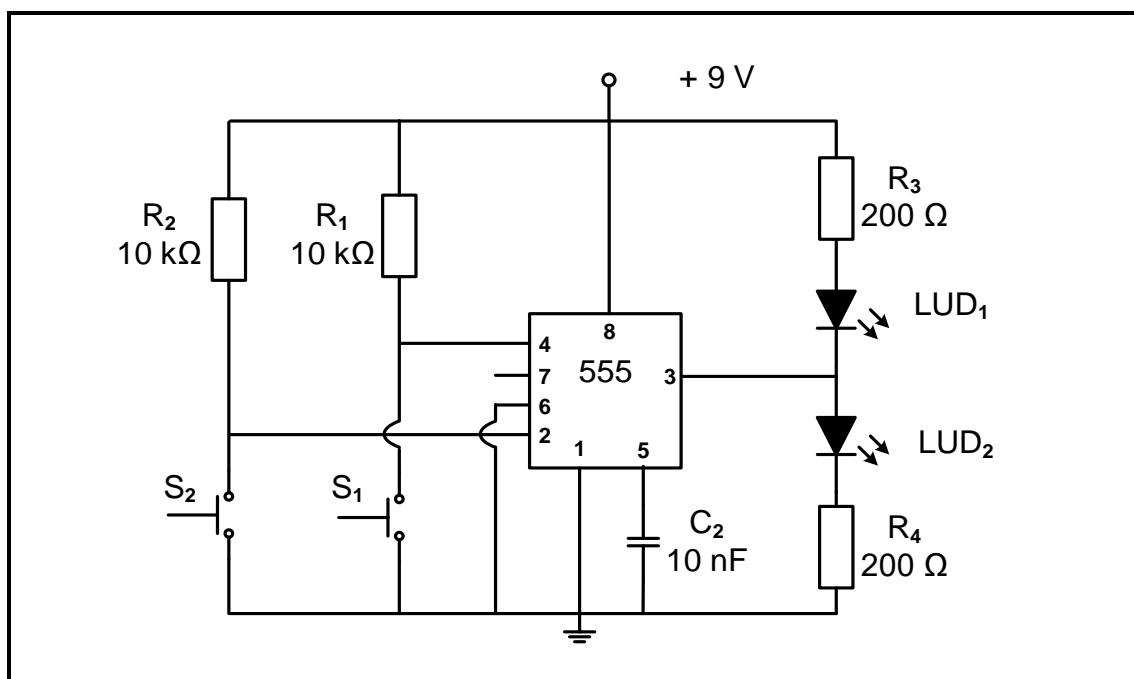 + 9 V
R₂
10 kΩ
R₁
10 kΩ
R₃
200 Ω
LUD₁
8
4
555
7
3
6
2
1
5
LUD₂
S₂
S₁
C₂
10 nF
R₄
200 Ω